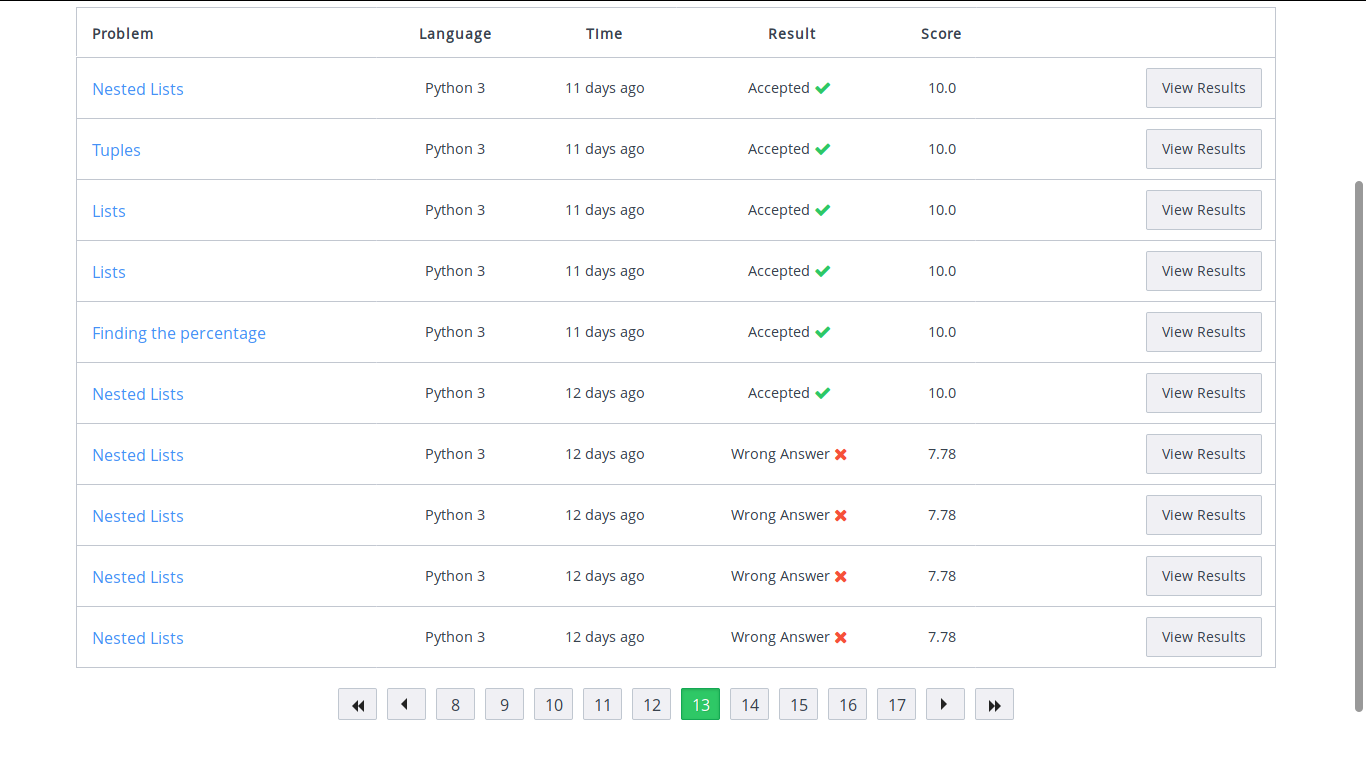 Problem Language TIme Result Score
Nested Lists Python 3 11 days ago Accepted 10.0 View Results
Tuples Python 3 11 days ago Accepted 10.0 View Results
Lists Python 3 11 days ago Accepted 10.0 View Results
Lists Python 3 11 days ago Accepted 10.0 View Results
Finding the percentage Python 3 11 days ago Accepted 10.0 View Results
Nested Lists Python 3 12 days ago Accepted 10.0 View Results
Nested Lists Python 3 12 days ago Wrong Answer 7.78 View Results
Nested Lists Python 3 12 days ago Wrong Answer 7.78 View Results
Nested Lists Python 3 12 days ago Wrong Answer 7.78 View Results
Nested Lists Python 3 12 days ago Wrong Answer 7.78 View Results
8 9 10 11 12 13 14 15 16 17